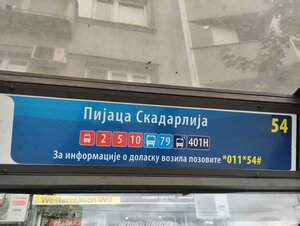 Пијаца Скадарлија
54
2 5 10 79 401Н
За информације о доласку возила позовите *011*54#
WesternUnion WU